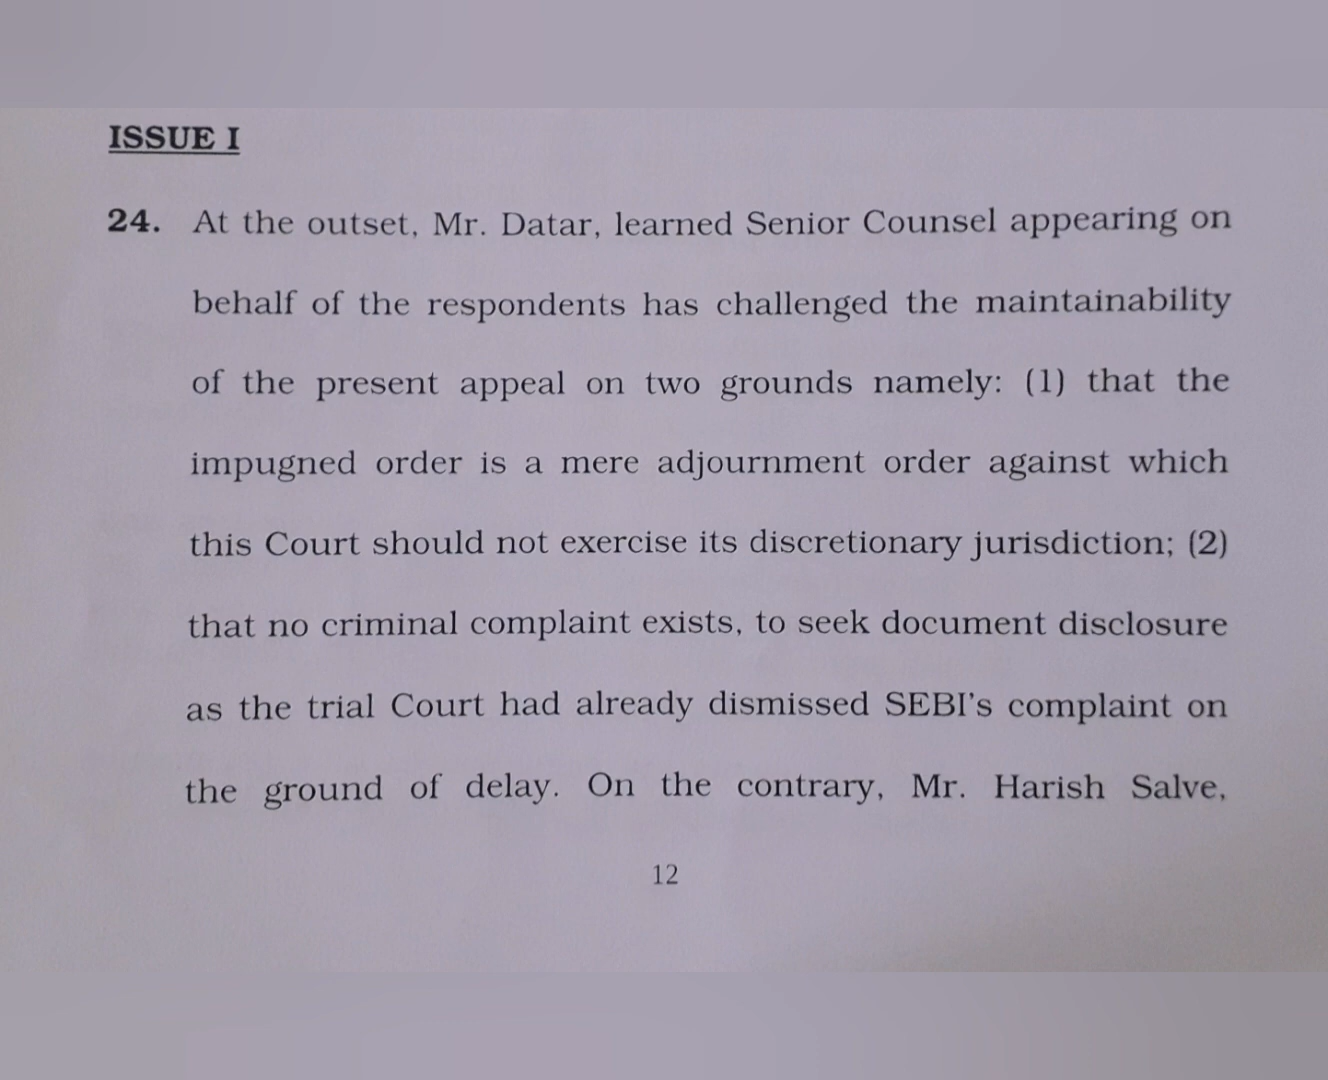 ISSUE I
24. At the outset, Mr. Datar, learned Senior Counsel appearing on
behalf of the respondents has challenged the maintainability
of the present appeal on two grounds namely: (1) that the
impugned order is a mere adjournment order against which
this Court should not exercise its discretionary jurisdiction; (2)
that no criminal complaint exists, to seek document disclosure
as the trial Court had already dismissed SEBI's complaint on
the ground of delay. On the contrary, Mr. Harish Salve,
12